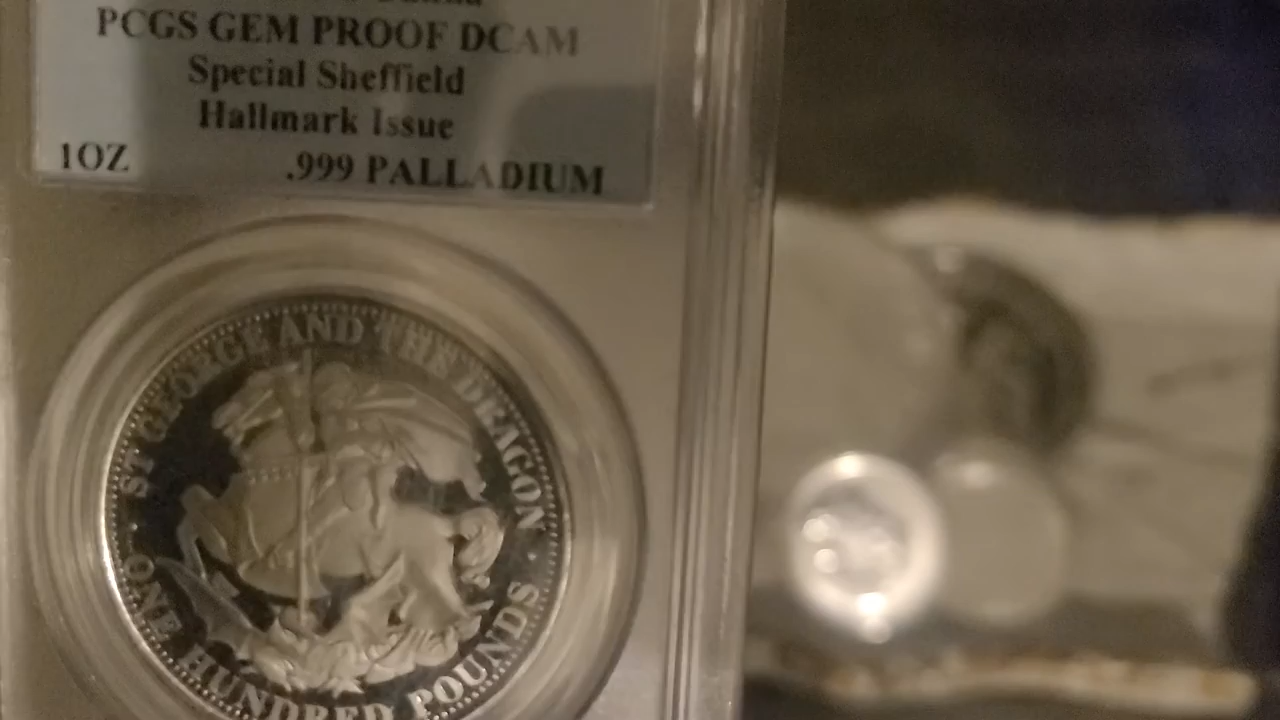 PCGS GEM PROOF DCAM
Special Sheffield
Hallmark Issue
1OZ .999 PALLADIUM
ST GEORGE AND THE DRAGON
ONE HUNDRED POUNDS